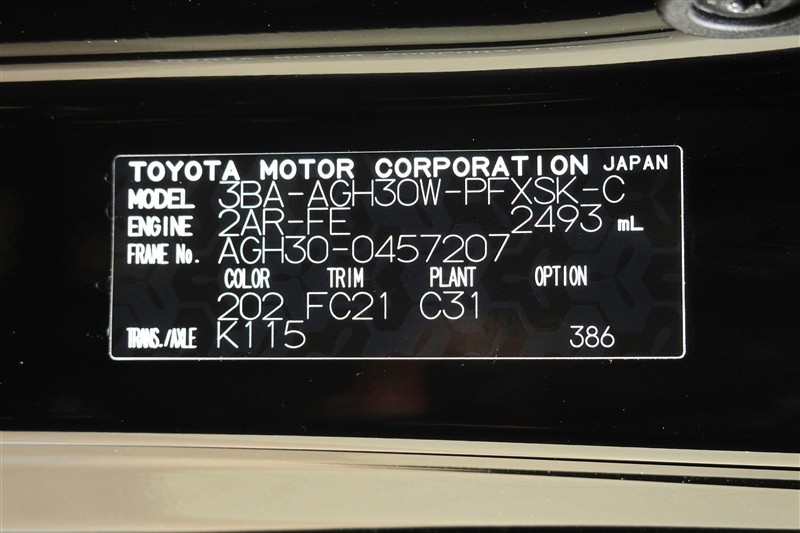 TOYOTA MOTOR CORPORATION JAPAN
MODEL 3BA-AGH30W-PFXSK-C
ENGINE 2AR-FE 2493 mL
FRAME No. AGH30-0457207
COLOR TRIM PLANT OPTION
202 FC21 C31
TRANS./AXLE K115 386